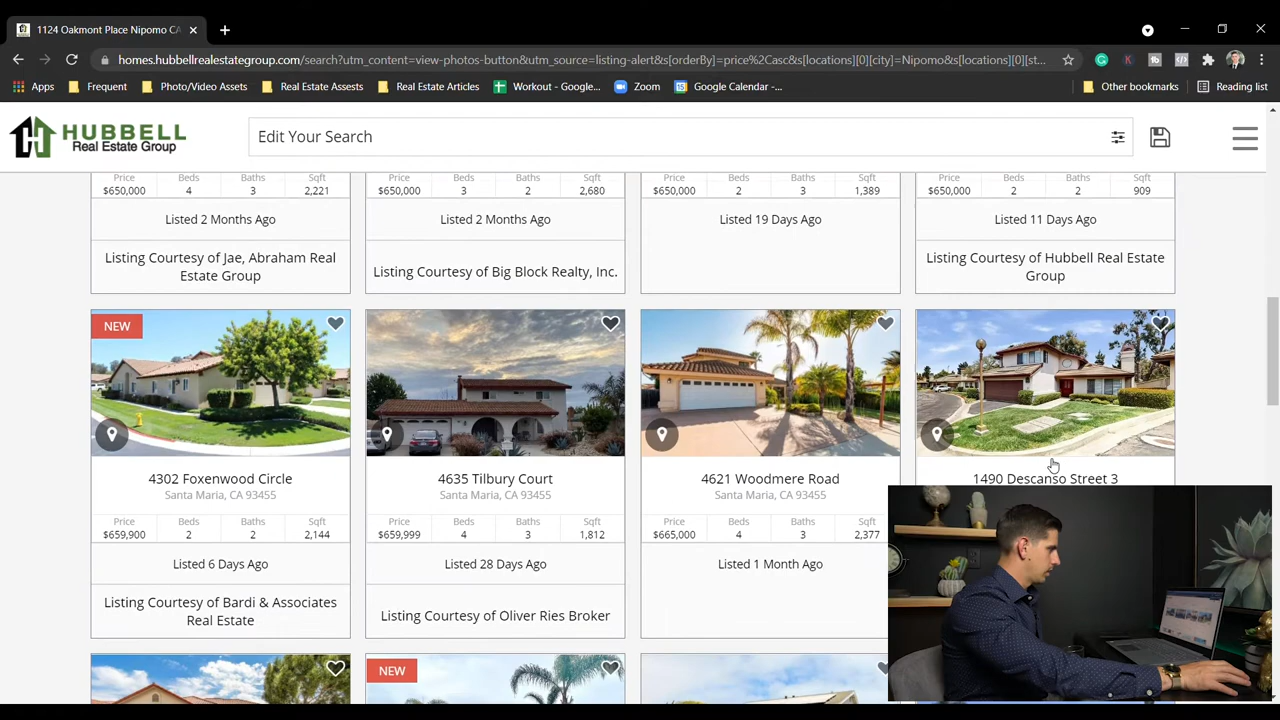 1124 Oakmont Place Nipomo CA
homes.hubbellrealestategroup.com/search?utm_content=view-photos-button&utm_source=listing-alert&s[orderBy]=price%2Casc&s[locations][0][city]=Nipomo&s[locations][0][st...
Apps Frequent Photo/Video Assets Real Estate Assests Real Estate Articles Workout - Google... Zoom Google Calendar -... Other bookmarks Reading list
HUBBELL
Real Estate Group
Edit Your Search
Price Beds Baths Sqft Price Beds Baths Sqft Price Beds Baths Sqft Price Beds Baths Sqft
$650,000 4 3 2,221 $650,000 3 2 2,680 $650,000 2 3 1,389 $650,000 2 2 909
Listed 2 Months Ago Listed 2 Months Ago Listed 19 Days Ago Listed 11 Days Ago
Listing Courtesy of Jae, Abraham Real
Estate Group
Listing Courtesy of Big Block Realty, Inc.
Listing Courtesy of Hubbell Real Estate
Group
NEW
4302 Foxenwood Circle 4635 Tilbury Court 4621 Woodmere Road 1490 Descanso Street 3
Santa Maria, CA 93455 Santa Maria, CA 93455 Santa Maria, CA 93455
Price Beds Baths Sqft Price Beds Baths Sqft Price Beds Baths Sqft
$659,900 2 2 2,144 $659,999 4 3 1,812 $665,000 4 3 2,377
Listed 6 Days Ago Listed 28 Days Ago Listed 1 Month Ago
Listing Courtesy of Bardi & Associates
Real Estate
Listing Courtesy of Oliver Ries Broker
NEW